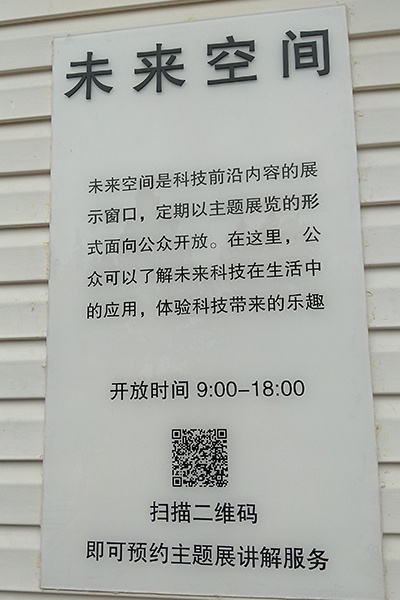 未来空间
未来空间是科技前沿内容的展
示窗口，定期以主题展览的形
式面向公众开放。在这里，公
众可以了解未来科技在生活中
的应用，体验科技带来的乐趣
开放时间 9:00-18:00
扫描二维码
即可预约主题展讲解服务